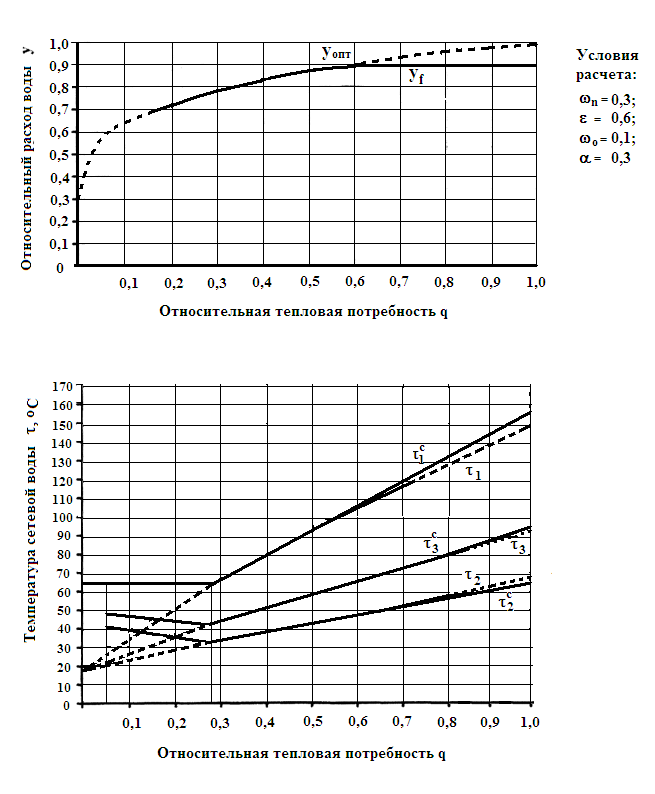 Относительный расход воды y
1,0
0,9
0,8
0,7
0,6
0,5
0,4
0,3
0,2
0,1
0
yопт
yf
0,1 0,2 0,3 0,4 0,5 0,6 0,7 0,8 0,9 1,0
Относительная тепловая потребность q
Условия
расчета:
ωп = 0,3;
ε = 0,6;
ωo = 0,1;
α = 0,3
Температура сетевой воды τ, oC
170
160
150
140
130
120
110
100
90
80
70
60
50
40
30
20
10
0
τ1c
τ1
τ3c
τ3
τ2
τ2c
0,1 0,2 0,3 0,4 0,5 0,6 0,7 0,8 0,9 1,0
Относительная тепловая потребность q